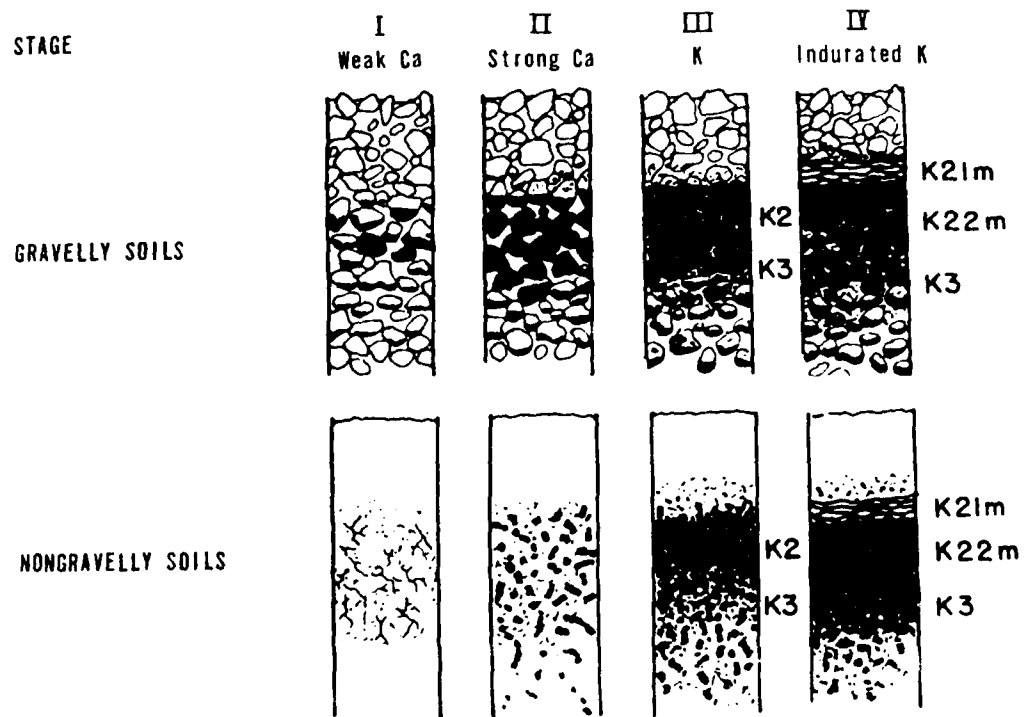 STAGE
I II III IV
Weak Ca Strong Ca K Indurated K
GRAVELLY SOILS
K2
K3
K21m
K22m
K3
NONGRAVELLY SOILS
K2
K3
K21m
K22m
K3